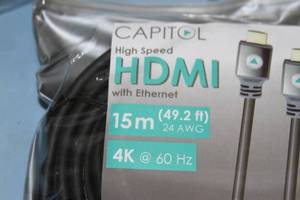 CAPITOL
High Speed
HDMI
with Ethernet
15m (49.2 ft)
24 AWG
4K @ 60 Hz